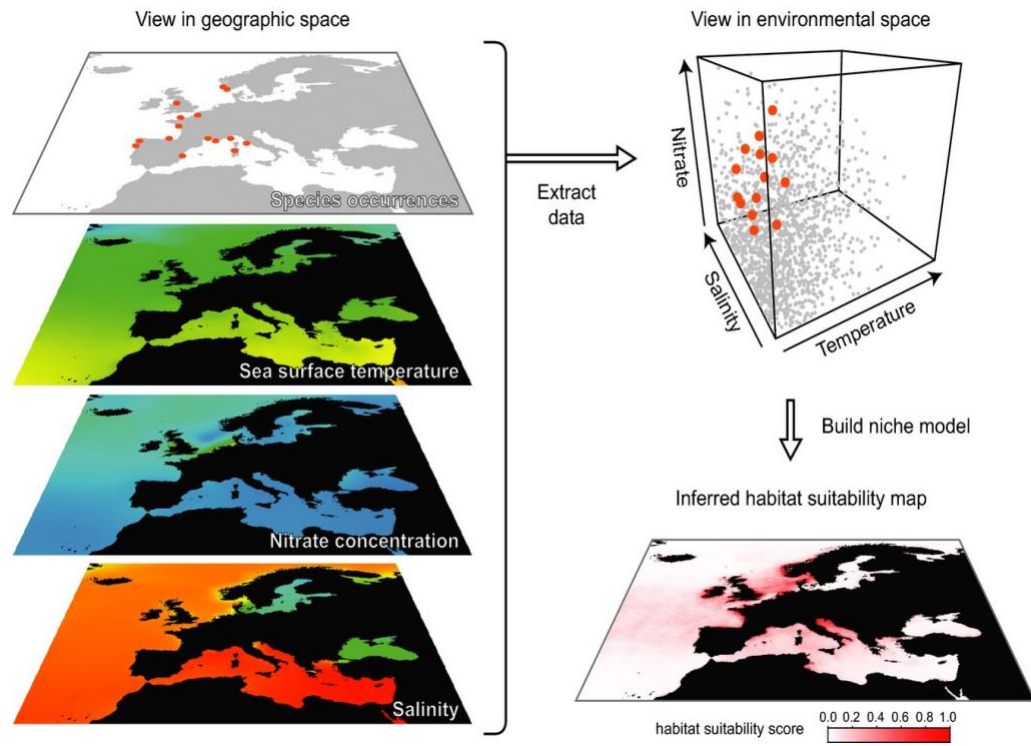 View in geographic space
Species occurrences
Sea surface temperature
Nitrate concentration
Salinity
Extract
data
View in environmental space
Nitrate
Salinity
Temperature
Build niche model
Inferred habitat suitability map
habitat suitability score
0.0 0.2 0.4 0.6 0.8 1.0